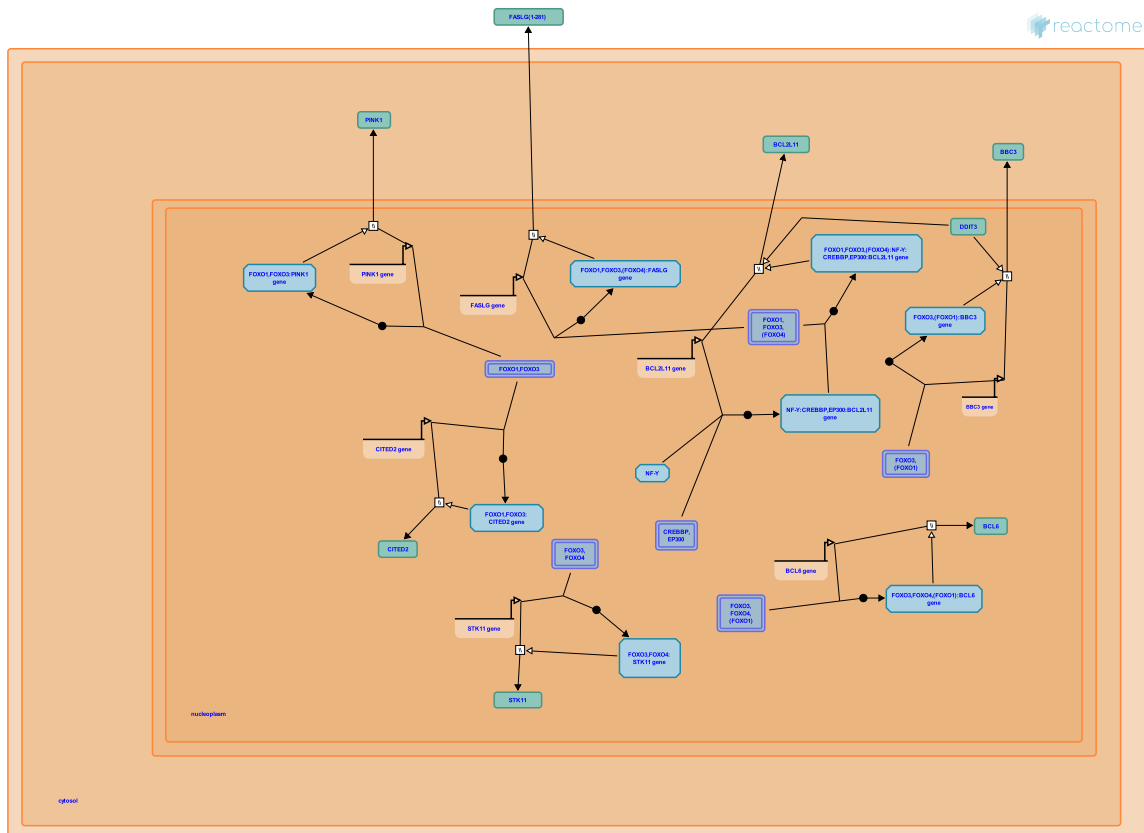 FASLG(1-281)
reactome
PINK1
BCL2L11
BBC3
DDIT3
FOXO1,FOXO3:PINK1
gene
PINK1 gene
FASLG gene
FOXO1,FOXO3,(FOXO4):FASLG
gene
FOXO1,FOXO3,(FOXO4):NF-Y:
CREBBP,EP300:BCL2L11 gene
FOXO1,
FOXO3,
(FOXO4)
FOXO3,(FOXO1):BBC3
gene
FOXO1,FOXO3
BCL2L11 gene
BBC3 gene
NF-Y:CREBBP,EP300:BCL2L11
gene
CITED2 gene
NF-Y
FOXO3,
(FOXO1)
FOXO1,FOXO3:
CITED2 gene
CREBBP,
EP300
CITED2
FOXO3,
FOXO4
BCL6
BCL6 gene
FOXO3,FOXO4,(FOXO1):BCL6
gene
FOXO3,
FOXO4,
(FOXO1)
STK11 gene
FOXO3,FOXO4:
STK11 gene
STK11
nucleoplasm
cytosol